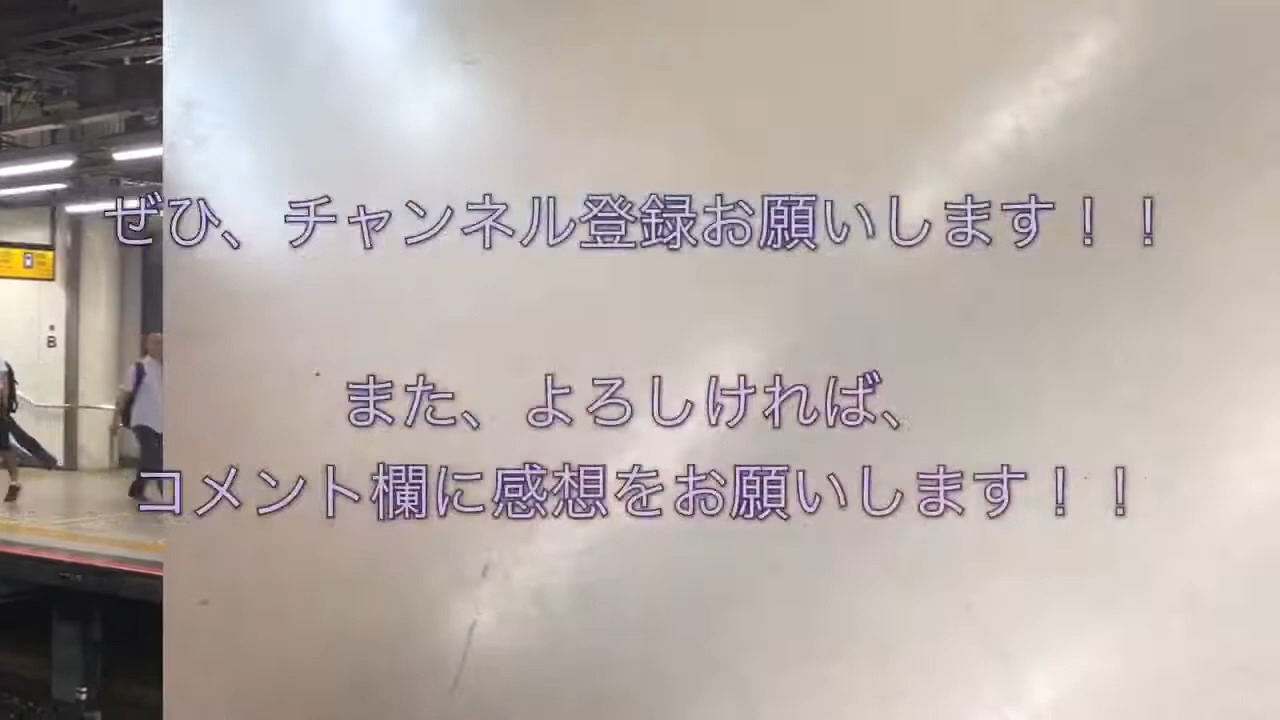 ぜひ、チャンネル登録お願いします！！
また、よろしければ、
コメント欄に感想をお願いします！！
B